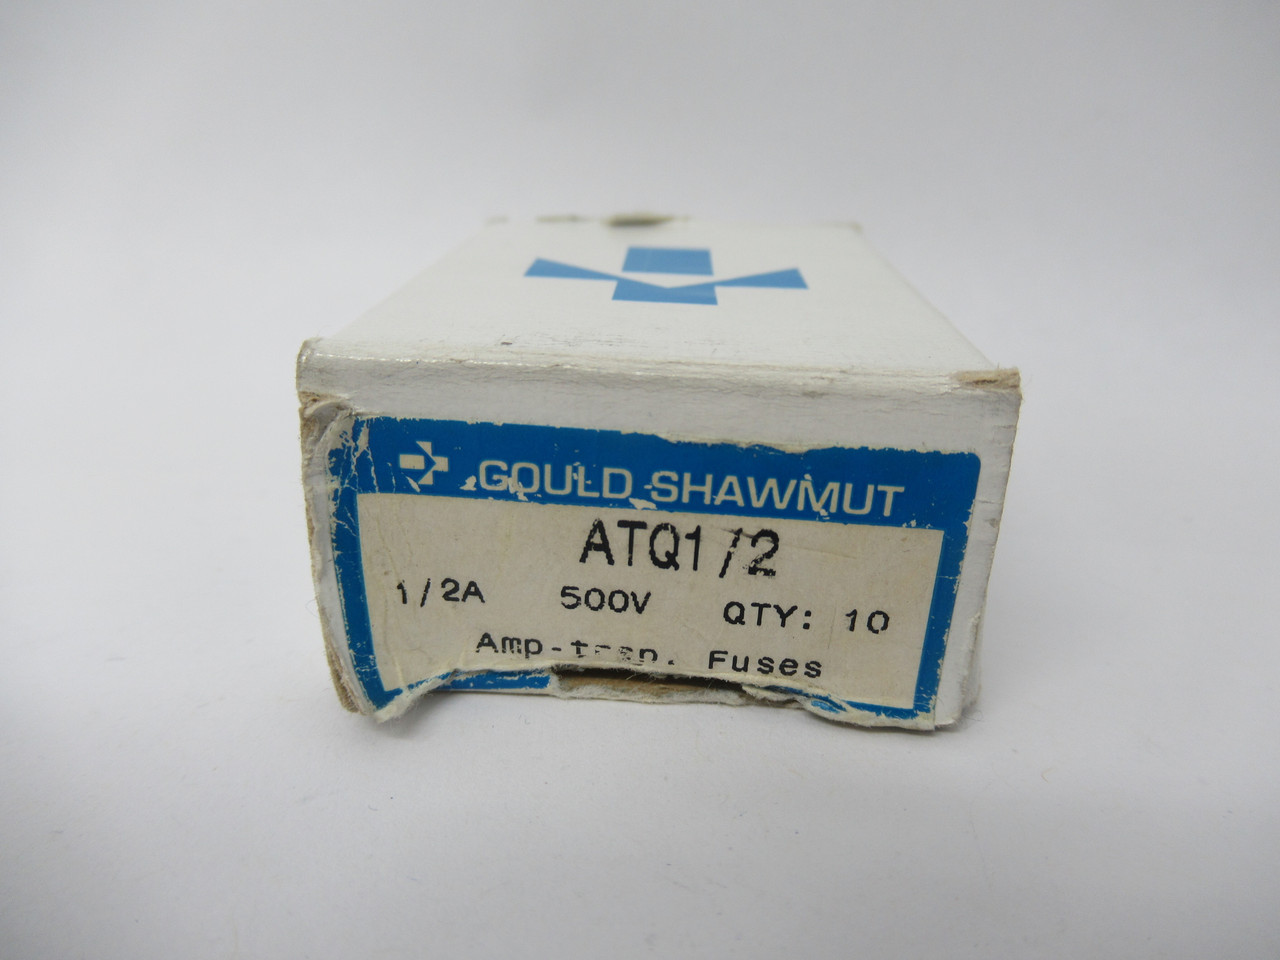 GOULD SHAWMUT
ATQ1/2
1/2A 500V QTY: 10
Fuses